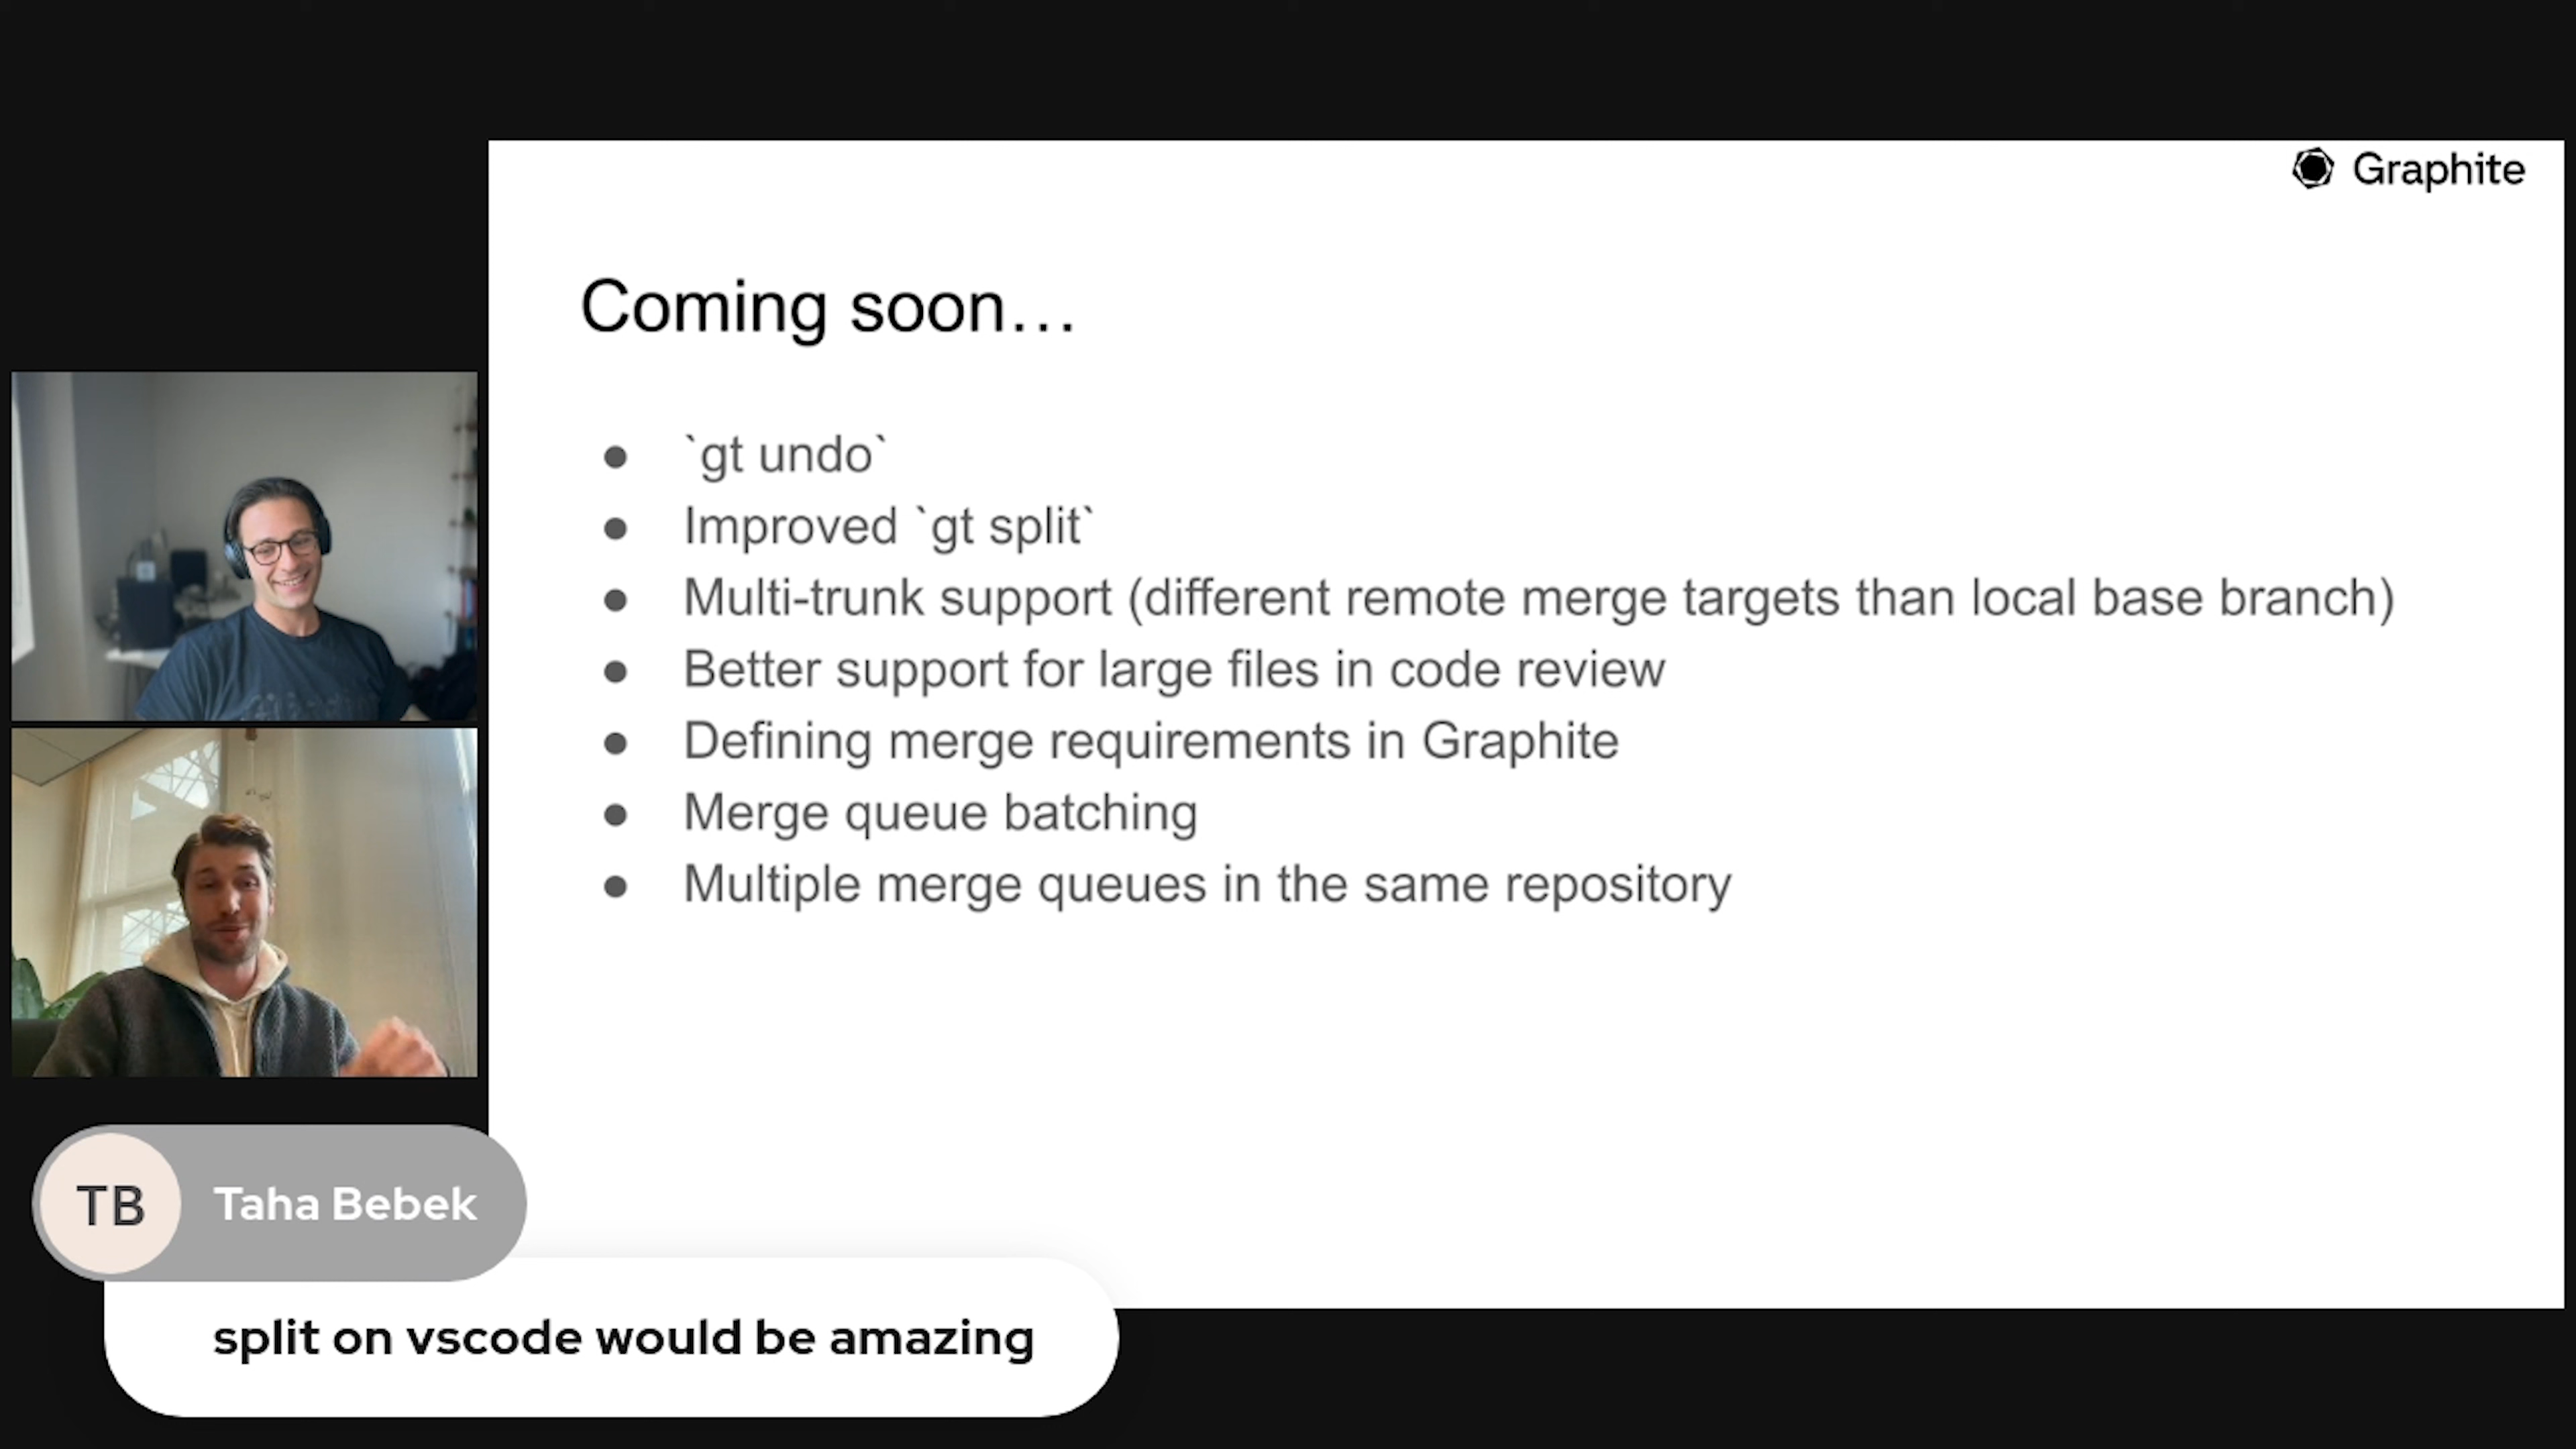 Graphite
Coming soon…
`gt undo`
Improved `gt split`
Multi-trunk support (different remote merge targets than local base branch)
Better support for large files in code review
Defining merge requirements in Graphite
Merge queue batching
Multiple merge queues in the same repository
TB
Taha Bebek
split on vscode would be amazing